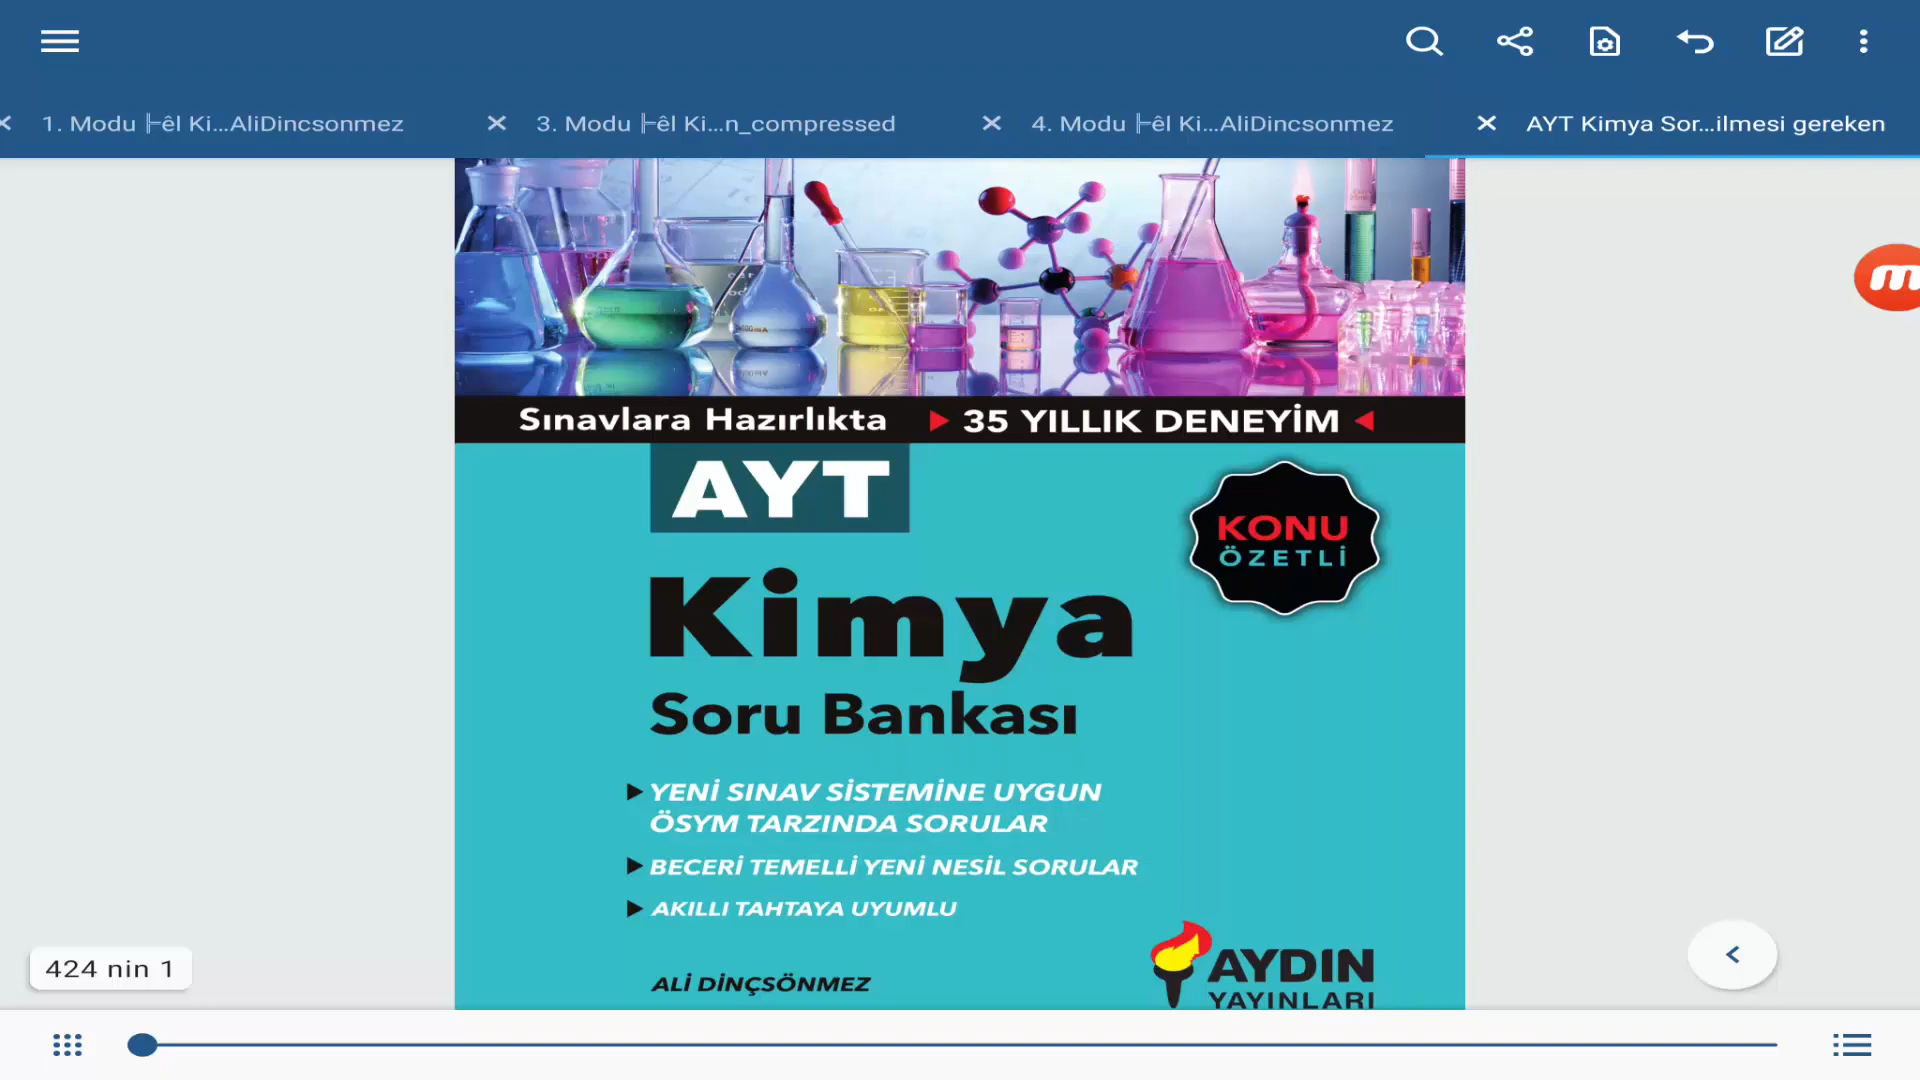 1. Modu ├êl Ki...AliDincsonmez
3. Modu ├êl Ki...n_compressed
4. Modu ├êl Ki...AliDincsonmez
AYT Kimya Sor...ilmesi gereken
m
Sınavlara Hazırlıkta
35 YILLIK DENEYİM
AYT
KONU
ÖZETLİ
Kimya
Soru Bankası
YENİ SINAV SİSTEMİNE UYGUN
ÖSYM TARZINDA SORULAR
BECERİ TEMELLİ YENİ NESİL SORULAR
AKILLI TAHTAYA UYUMLU
ALİ DİNÇSÖNMEZ
AYDIN
YAYINLARI
424 nin 1